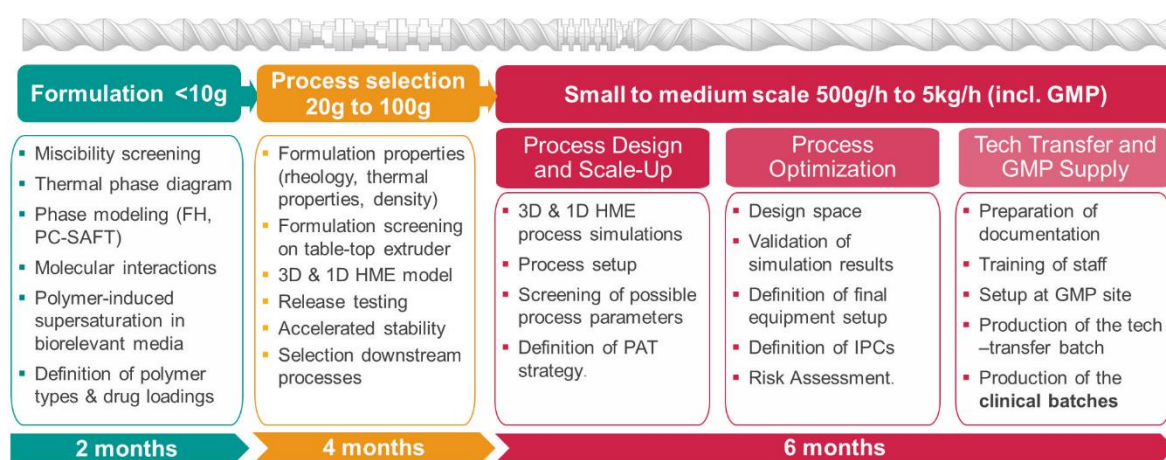 Formulation <10g
Process selection
20g to 100g
Small to medium scale 500g/h to 5kg/h (incl. GMP)
▪ Miscibility screening
▪ Thermal phase diagram
▪ Phase modeling (FH,
PC-SAFT)
▪ Molecular interactions
▪ Polymer-induced
supersaturation in
biorelevant media
▪ Definition of polymer
types & drug loadings
▪ Formulation properties
(rheology, thermal
properties, density)
▪ Formulation screening
on table-top extruder
▪ 3D & 1D HME model
▪ Release testing
▪ Accelerated stability
▪ Selection downstream
processes
Process Design
and Scale-Up
▪ 3D & 1D HME
process simulations
▪ Process setup
▪ Screening of possible
process parameters
▪ Definition of PAT
strategy.
Process
Optimization
▪ Design space
▪ Validation of
simulation results
▪ Definition of final
equipment setup
▪ Definition of IPCs
▪ Risk Assessment.
Tech Transfer and
GMP Supply
▪ Preparation of
documentation
▪ Training of staff
▪ Setup at GMP site
▪ Production of the tech
–transfer batch
▪ Production of the
clinical batches
2 months
4 months
6 months